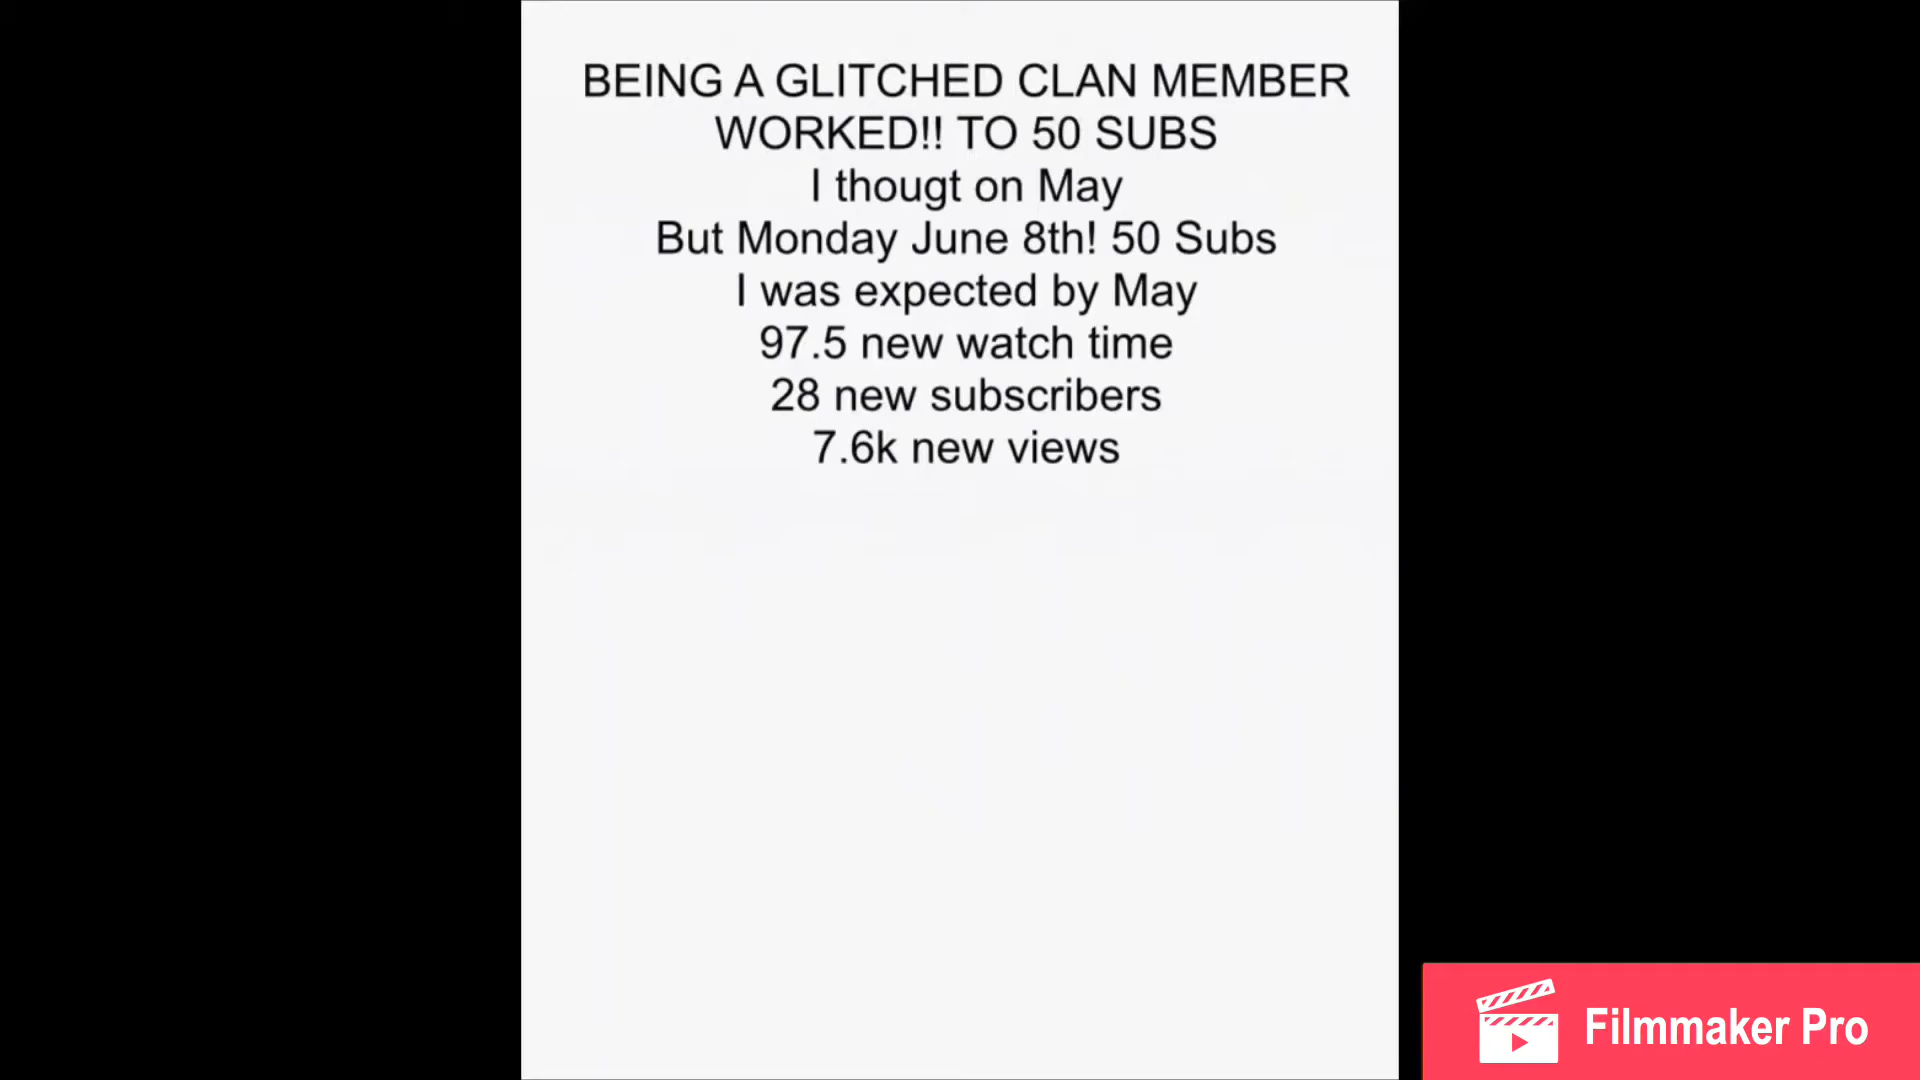 BEING A GLITCHED CLAN MEMBER
WORKED!! TO 50 SUBS
I thougt on May
But Monday June 8th! 50 Subs
I was expected by May
97.5 new watch time
28 new subscribers
7.6k new views
Filmmaker Pro